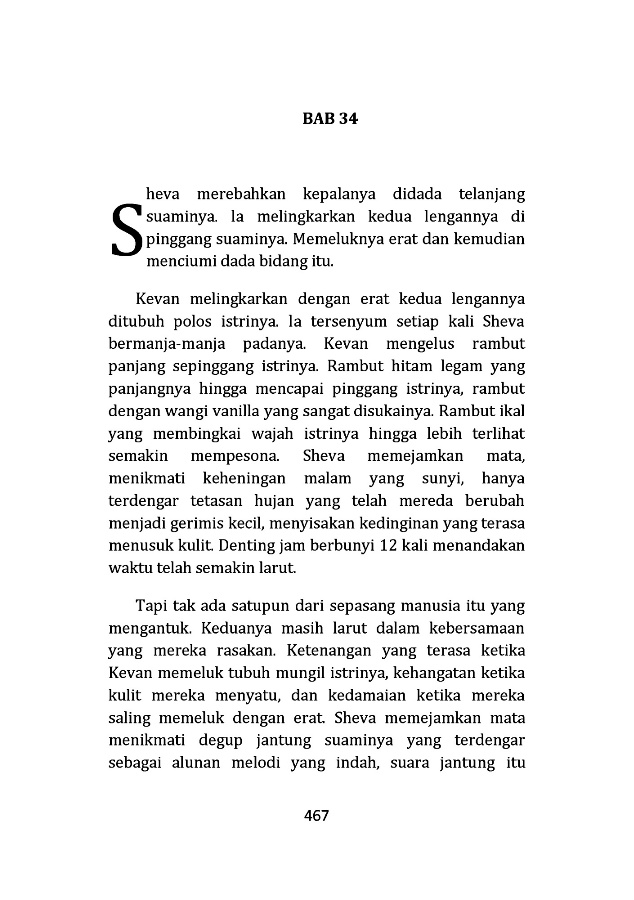 BAB 34
Sheva merebahkan kepalanya didada telanjang
suaminya. Ia melingkarkan kedua lengannya di
pinggang suaminya. Memeluknya erat dan kemudian
menciumi dada bidang itu.
Kevan melingkarkan dengan erat kedua lengannya
ditubuh polos istrinya. Ia tersenyum setiap kali Sheva
bermanja-manja padanya. Kevan mengelus rambut
panjang sepinggang istrinya. Rambut hitam legam yang
panjangnya hingga mencapai pinggang istrinya, rambut
dengan wangi vanilla yang sangat disukainya. Rambut ikal
yang membingkai wajah istrinya hingga lebih terlihat
semakin mempesona. Sheva memejamkan mata,
menikmati keheningan malam yang sunyi, hanya
terdengar tetasan hujan yang telah mereda berubah
menjadi gerimis kecil, menyisakan kedinginan yang terasa
menusuk kulit. Denting jam berbunyi 12 kali menandakan
waktu telah semakin larut.
Tapi tak ada satupun dari sepasang manusia itu yang
mengantuk. Keduanya masih larut dalam kebersamaan
yang mereka rasakan. Ketenangan yang terasa ketika
Kevan memeluk tubuh mungil istrinya, kehangatan ketika
kulit mereka menyatu, dan kedamaian ketika mereka
saling memeluk dengan erat. Sheva memejamkan mata
menikmati degup jantung suaminya yang terdengar
sebagai alunan melodi yang indah, suara jantung itu
467